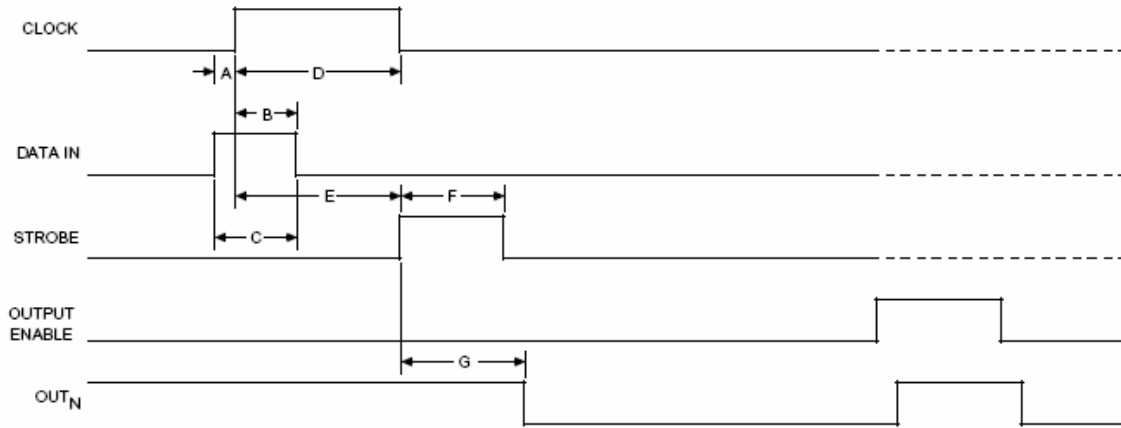 CLOCK
A
D
B
DATA IN
E
F
STROBE
C
OUTPUT
ENABLE
G
OUTN